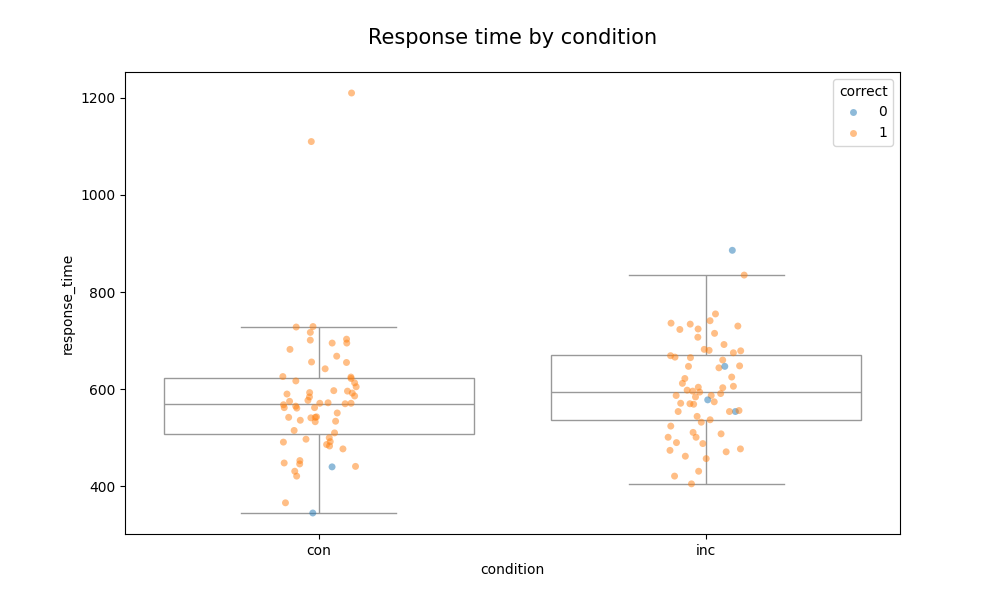 Response time by condition
correct
0
1
1200
1000
800
600
400
response_time
con
inc
condition